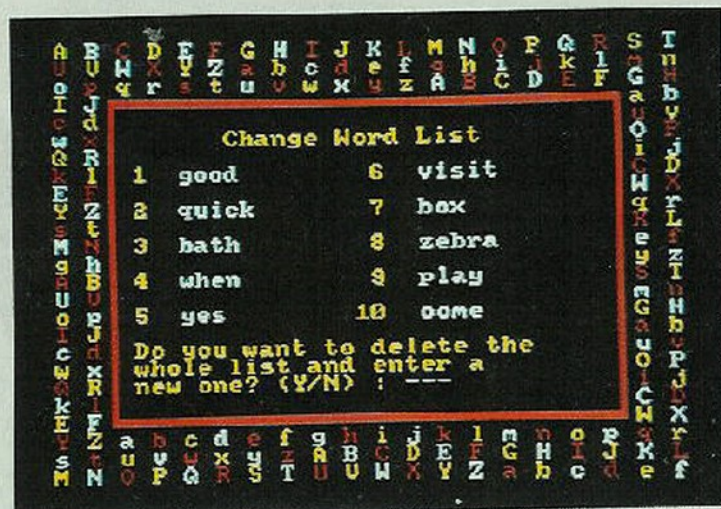 A B C D E F G H I J K L M N O P Q R S T
U V W X Y Z a b c d e f g h i j k l m n
o p q r s t u v w x y z A B C D E F G H
Change Word List
1 good 6 visit
2 quick 7 box
3 bath 8 zebra
4 when 9 play
5 yes 10 oome
Do you want to delete the
whole list and enter a
new one? (Y/N) : ---
Y Z a b c d e f g h i j k l m n o p q r
s t u v w x y z A B C D E F G H I J K L
M N O P Q R S T U V W X Y Z a b c d e f